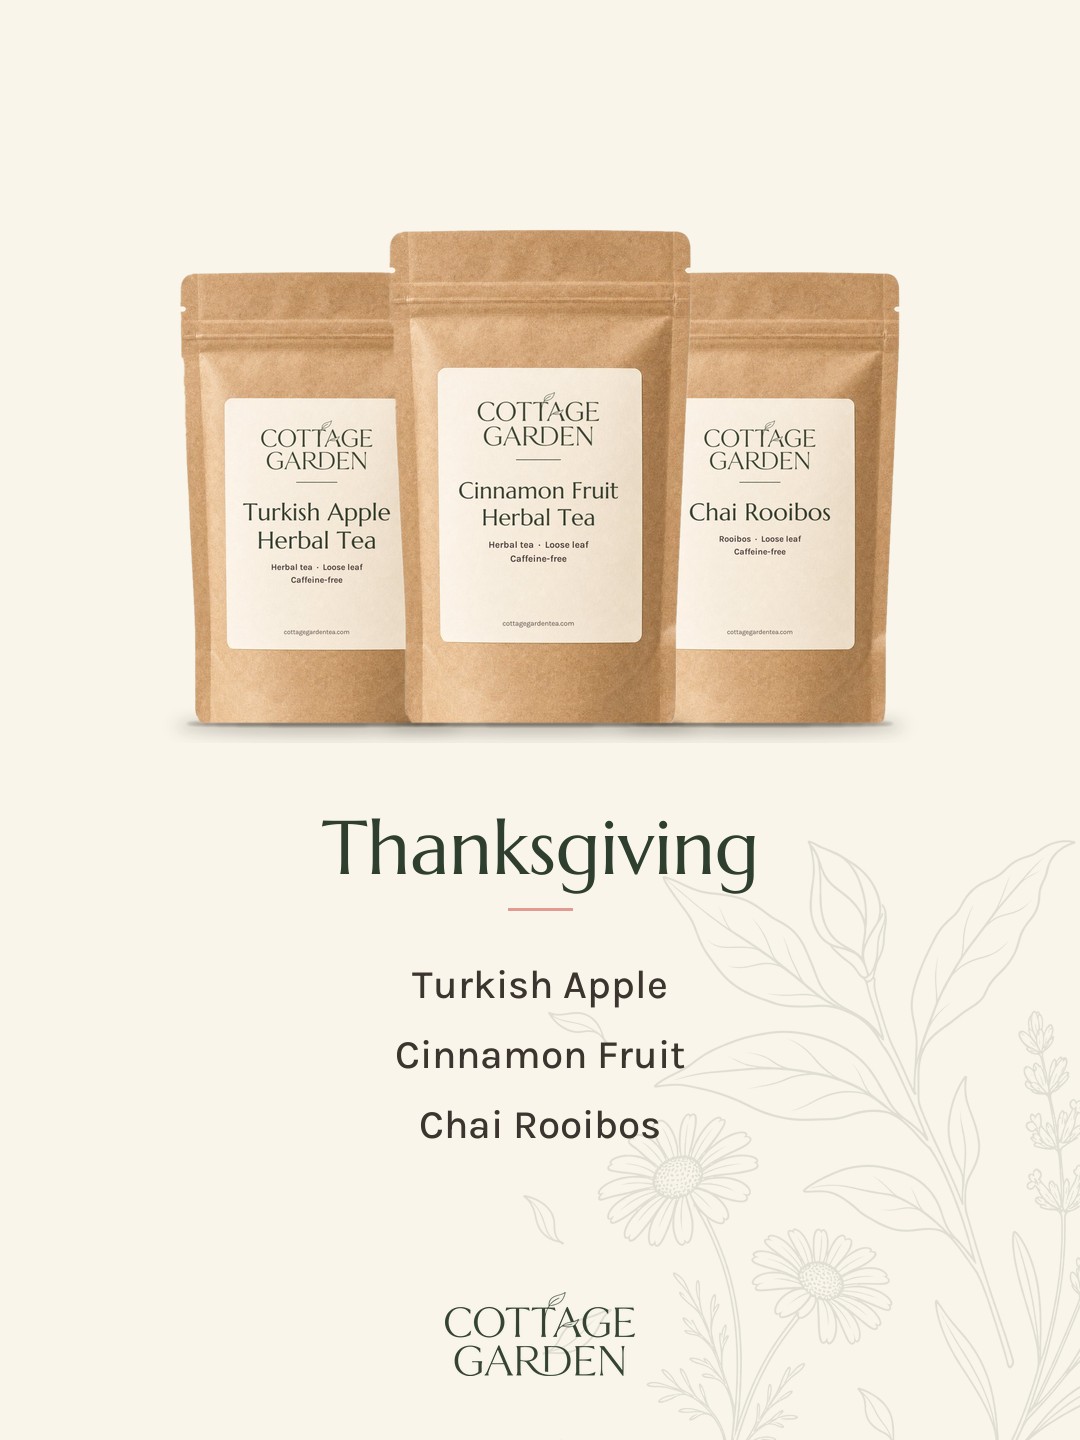 COTTAGE
GARDEN
Turkish Apple
Herbal Tea
Herbal tea · Loose leaf
Caffeine-free
cottagegardentea.com
COTTAGE
GARDEN
Cinnamon Fruit
Herbal Tea
Herbal tea · Loose leaf
Caffeine-free
cottagegardentea.com
COTTAGE
GARDEN
Chai Rooibos
Rooibos · Loose leaf
Caffeine-free
cottagegardentea.com
Thanksgiving
Turkish Apple
Cinnamon Fruit
Chai Rooibos
COTTAGE
GARDEN